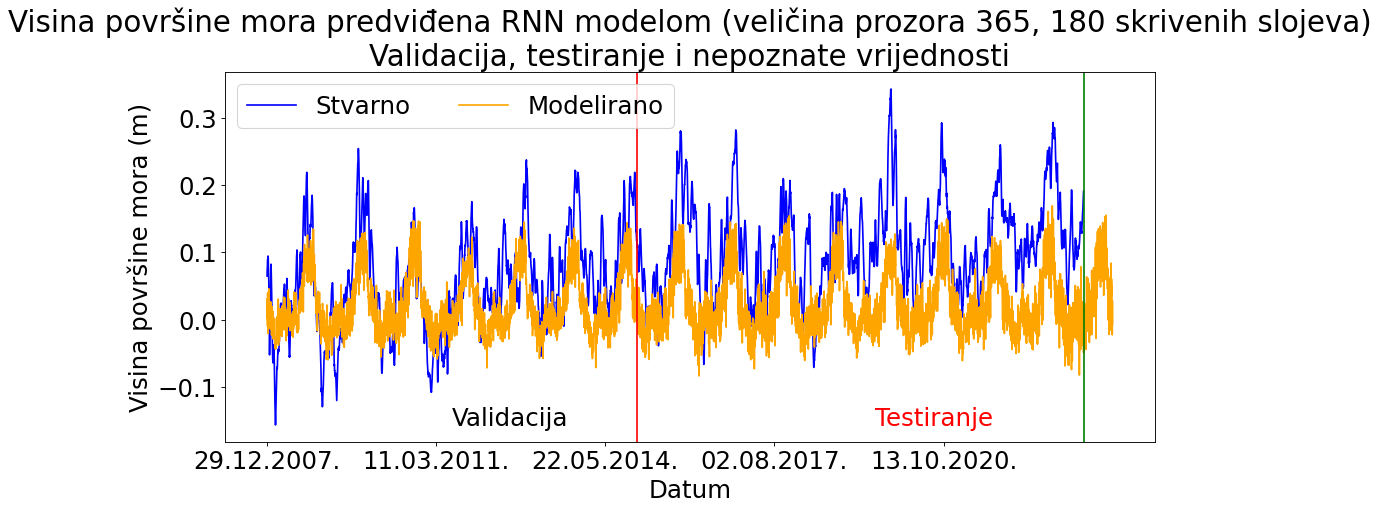 Visina površine mora predviđena RNN modelom (veličina prozora 365, 180 skrivenih slojeva)
Validacija, testiranje i nepoznate vrijednosti
Stvarno
Modelirano
Visina površine mora (m)
0.3
0.2
0.1
0.0
−0.1
Validacija
Testiranje
29.12.2007.
11.03.2011.
22.05.2014.
02.08.2017.
13.10.2020.
Datum